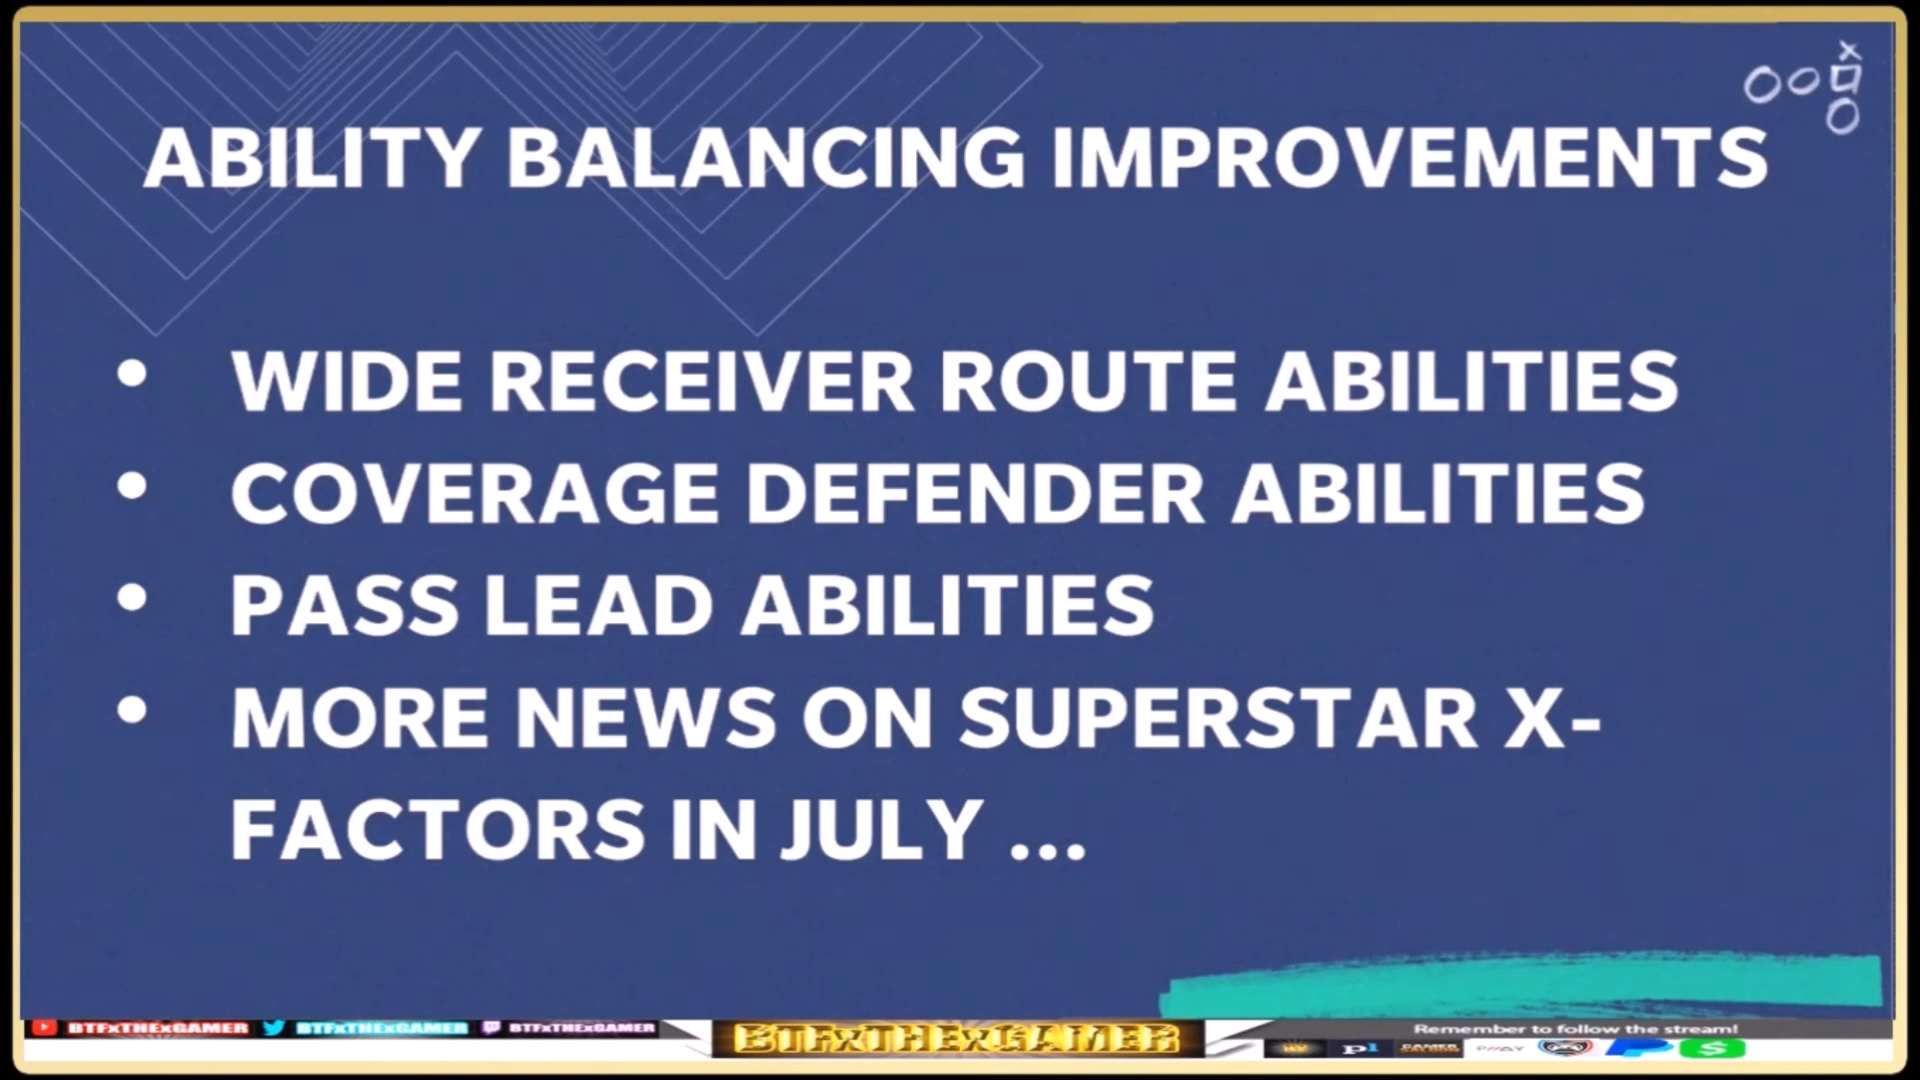 ABILITY BALANCING IMPROVEMENTS
• WIDE RECEIVER ROUTE ABILITIES
• COVERAGE DEFENDER ABILITIES
• PASS LEAD ABILITIES
• MORE NEWS ON SUPERSTAR X-
FACTORS IN JULY ...
BTFxTHExGAMER BTFxTHExGAMER BTFxTHExGAMER
BTFxTHExGAMER
Remember to follow the stream!